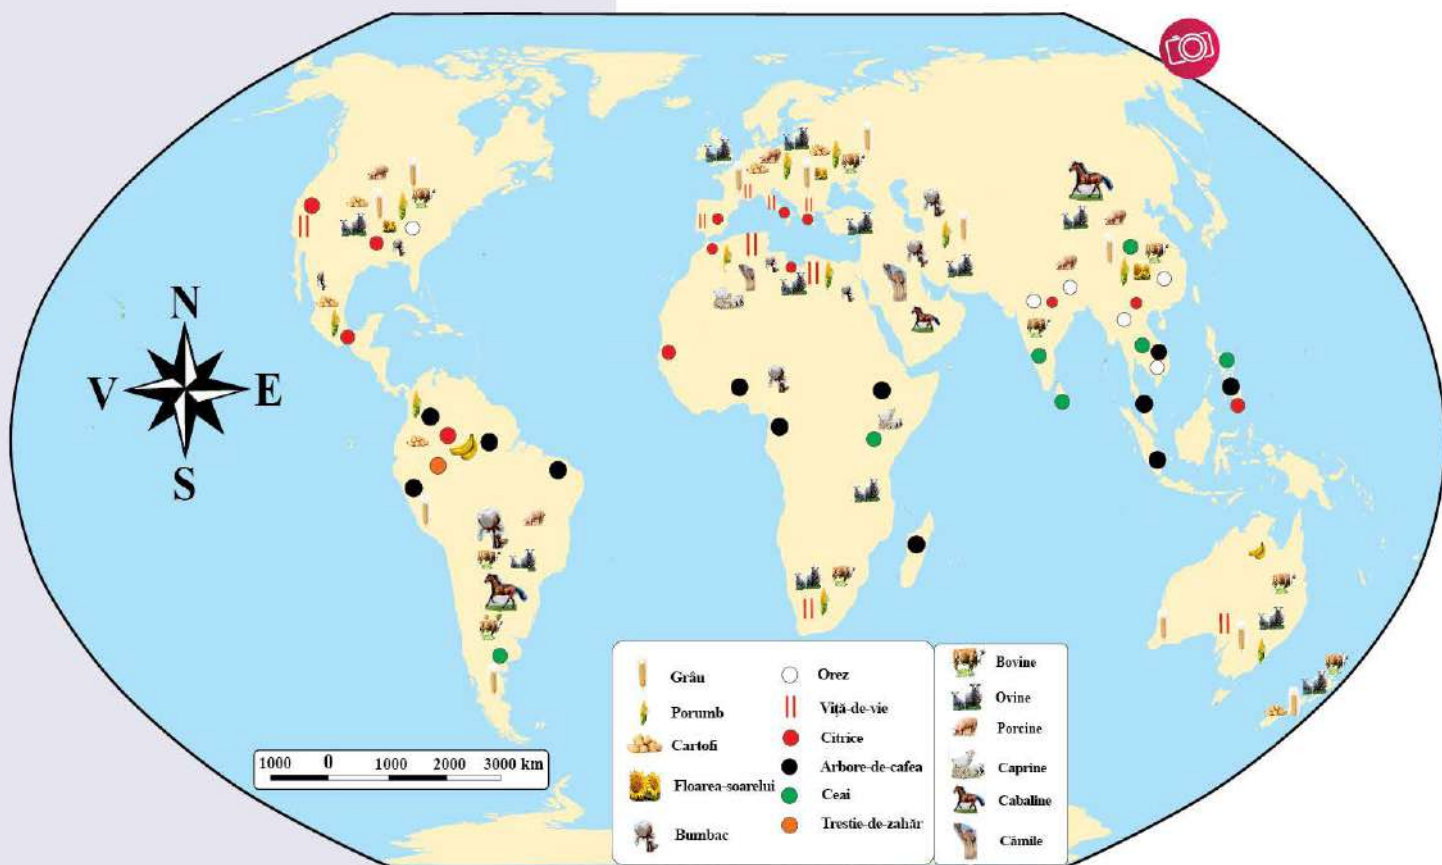 N
V E
S
1000 0 1000 2000 3000 km
Grâu
Porumb
Cartofi
Floarea-soarelui
Bumbac
Orez
Viță-de-vie
Citrice
Arbore-de-cafea
Ceai
Trestie-de-zahăr
Bovine
Ovine
Porcine
Caprine
Cabaline
Cămile